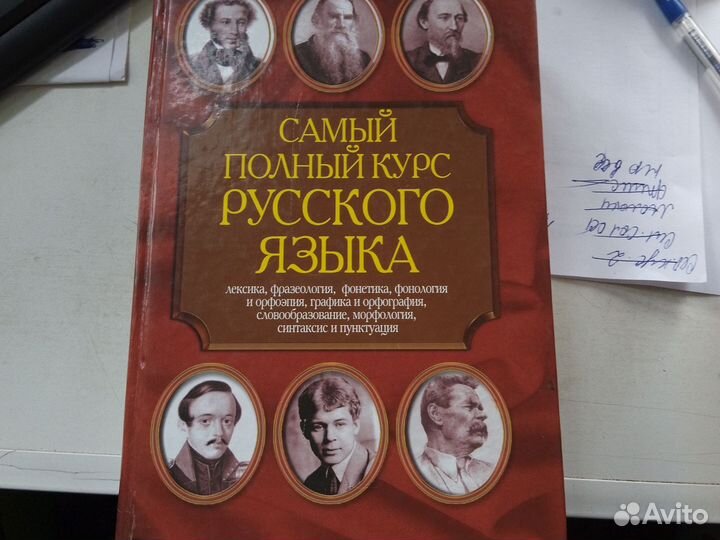 САМЫЙ
ПОЛНЫЙ КУРС
РУССКОГО
ЯЗЫКА
лексика, фразеология, фонетика, фонология
и орфоэпия, графика и орфография,
словообразование, морфология,
синтаксис и пунктуация
Avito